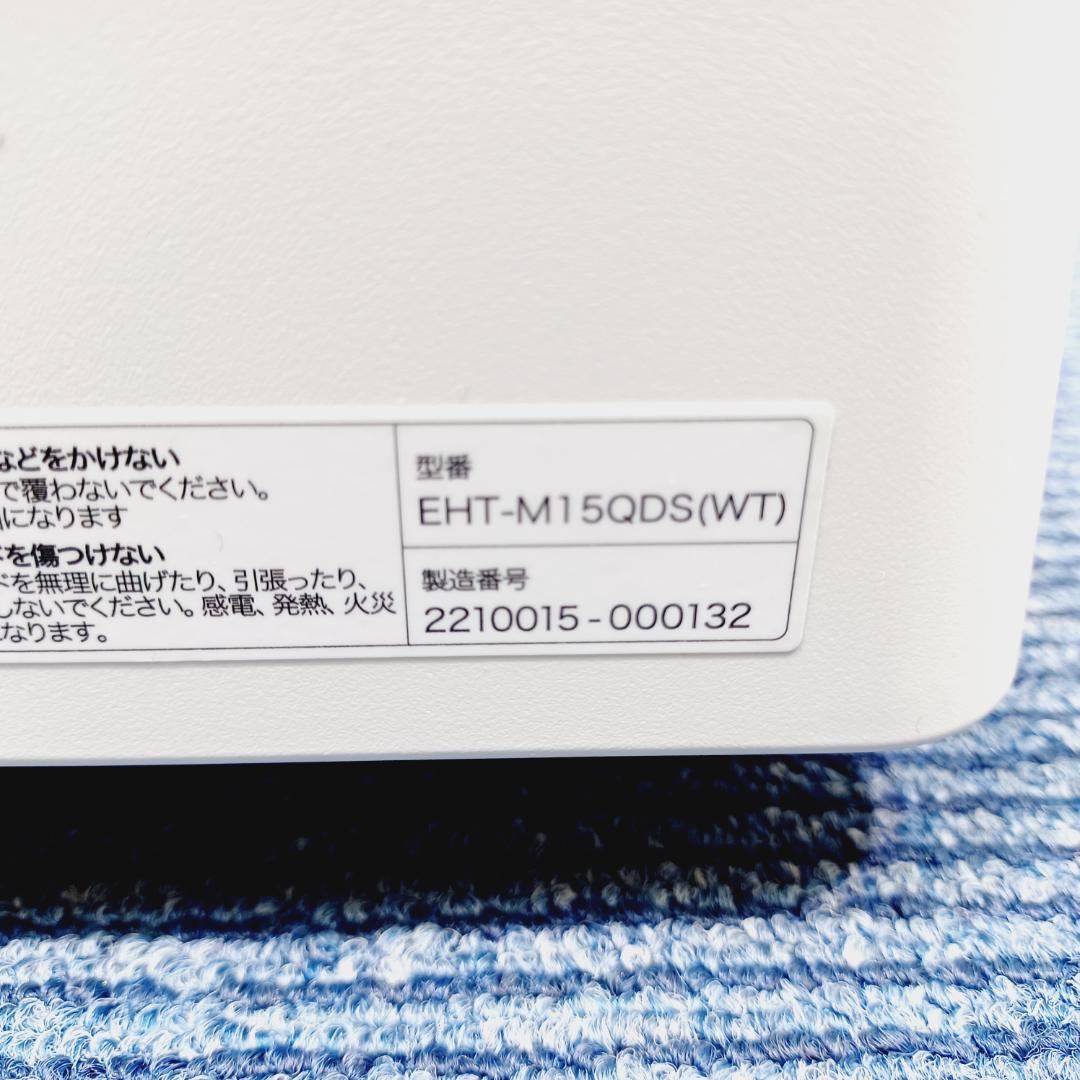 などをかけない
で覆わないでください。
になります
を傷つけない
を無理に曲げたり、引張ったり、
しないでください。感電、発熱、火災
なります。
型番
EHT-M15QDS(WT)
製造番号
2210015-000132